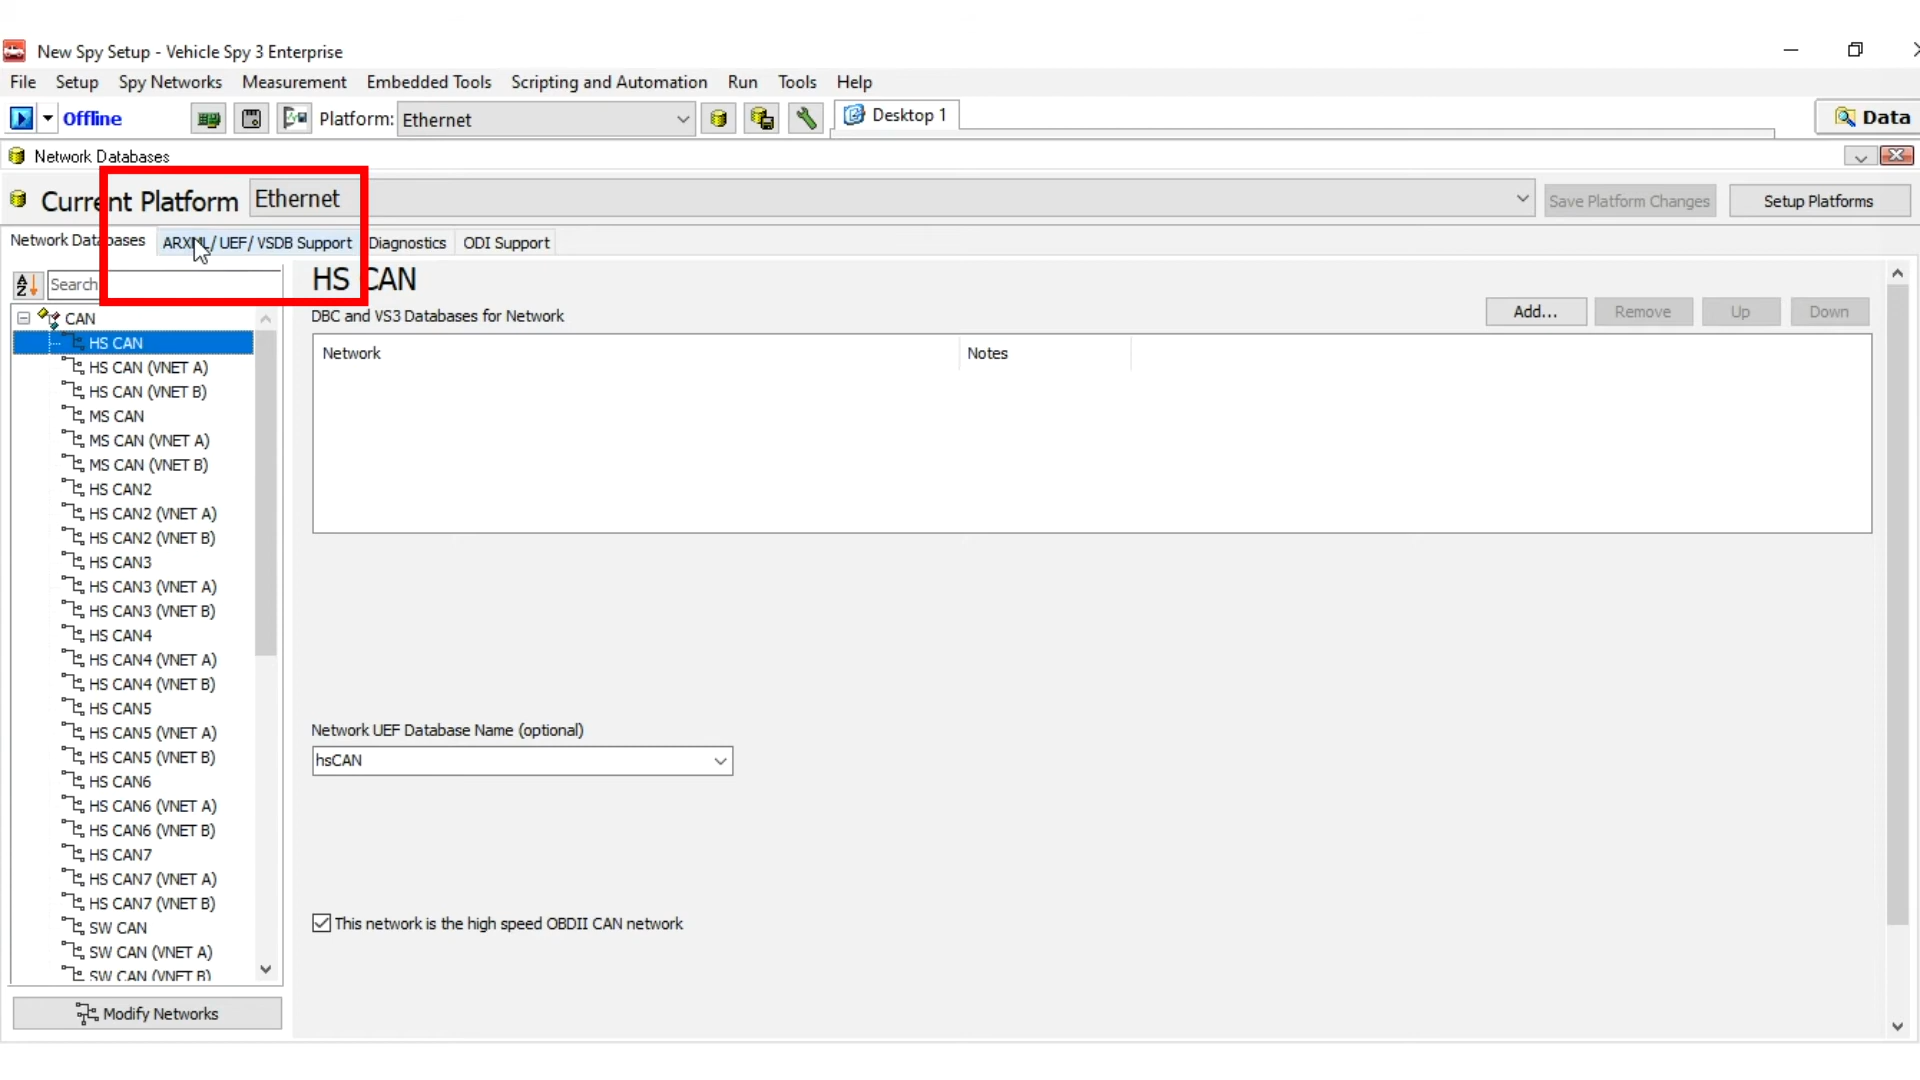 New Spy Setup - Vehicle Spy 3 Enterprise
File Setup Spy Networks Measurement Embedded Tools Scripting and Automation Run Tools Help
Offline Platform: Ethernet Desktop 1 Data
Network Databases
Current Platform Ethernet Save Platform Changes Setup Platforms
Network Databases ARXML/ UEF/ VSDB Support Diagnostics ODI Support
Search
HS CAN
DBC and VS3 Databases for Network
Add... Remove Up Down
Network Notes
CAN
HS CAN
HS CAN (VNET A)
HS CAN (VNET B)
MS CAN
MS CAN (VNET A)
MS CAN (VNET B)
HS CAN2
HS CAN2 (VNET A)
HS CAN2 (VNET B)
HS CAN3
HS CAN3 (VNET A)
HS CAN3 (VNET B)
HS CAN4
HS CAN4 (VNET A)
HS CAN4 (VNET B)
HS CAN5
HS CAN5 (VNET A)
HS CAN5 (VNET B)
HS CAN6
HS CAN6 (VNET A)
HS CAN6 (VNET B)
HS CAN7
HS CAN7 (VNET A)
HS CAN7 (VNET B)
SW CAN
SW CAN (VNET A)
SW CAN (VNET B)
Network UEF Database Name (optional)
hsCAN
This network is the high speed OBDII CAN network
Modify Networks